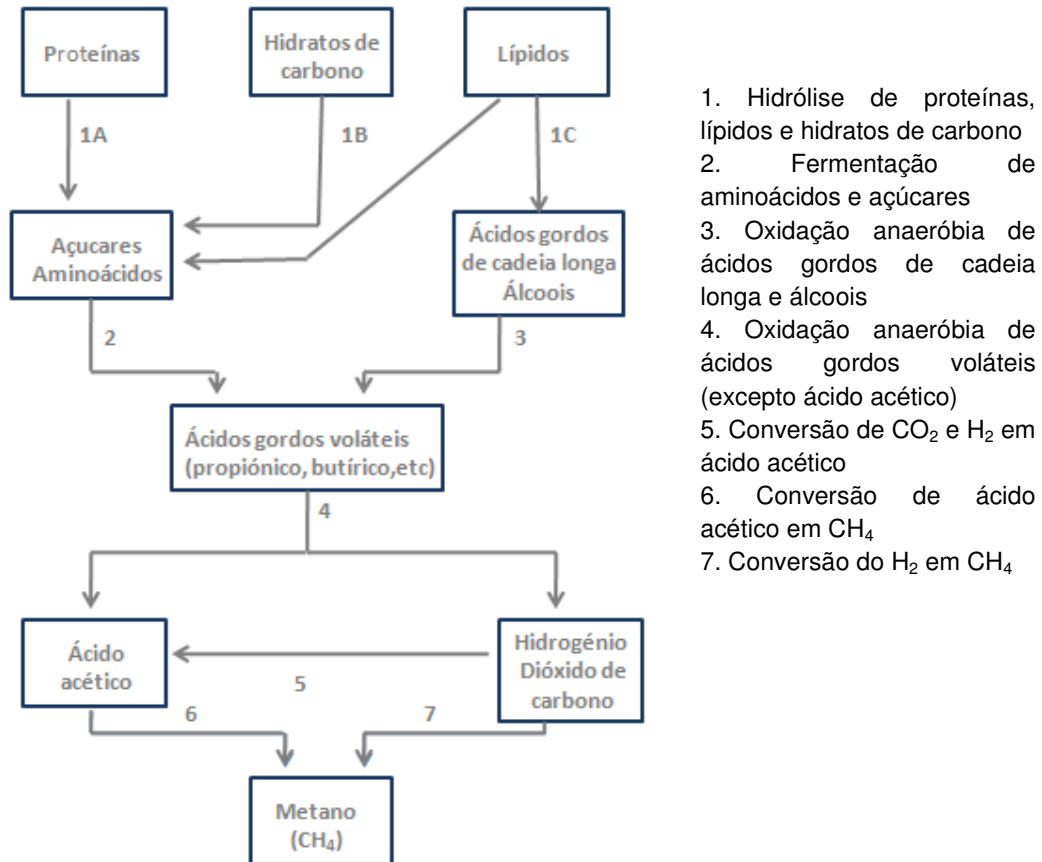 Proteínas
Hidratos de
carbono
Lípidos
1A
1B
1C
Açucares
Aminoácidos
Ácidos gordos
de cadeia longa
Álcoois
2
3
Ácidos gordos voláteis
(propiónico, butírico,etc)
4
Ácido
acético
Hidrogénio
Dióxido de
carbono
5
6
7
Metano
(CH₄)
1. Hidrólise de proteínas,
lípidos e hidratos de carbono
2. Fermentação de
aminoácidos e açúcares
3. Oxidação anaeróbia de
ácidos gordos de cadeia
longa e álcoois
4. Oxidação anaeróbia de
ácidos gordos voláteis
(excepto ácido acético)
5. Conversão de CO₂ e H₂ em
ácido acético
6. Conversão de ácido
acético em CH₄
7. Conversão do H₂ em CH₄